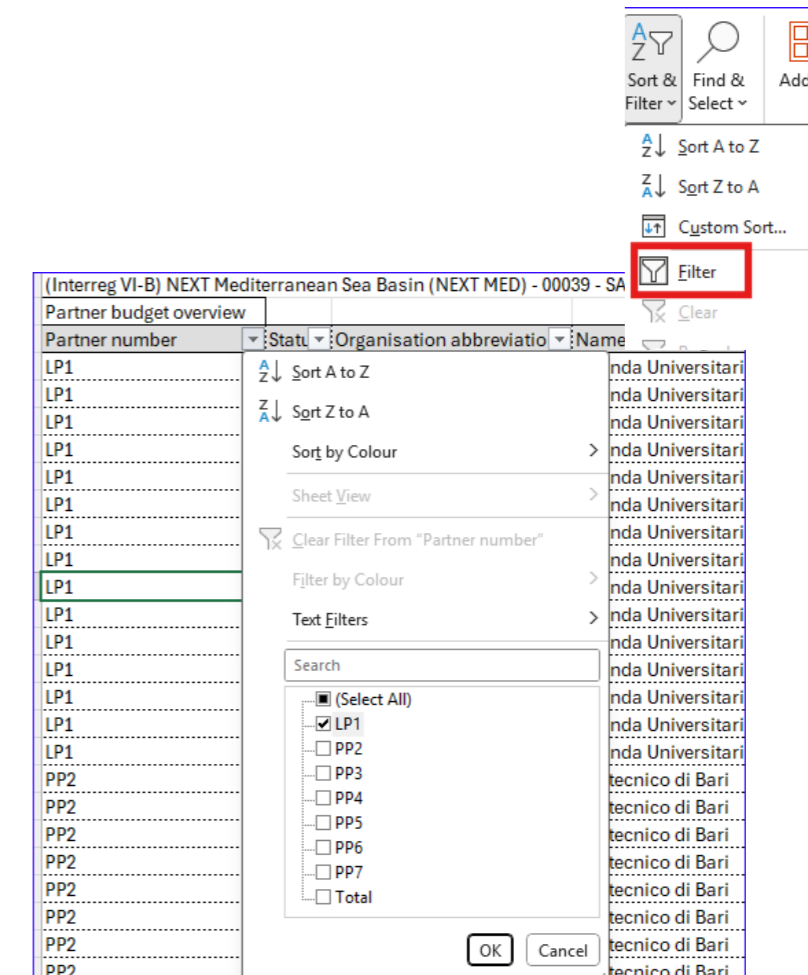 A
Z
Sort & Find & Add
Filter Select
Sort A to Z
Sort Z to A
Custom Sort...
Filter
Clear
(Interreg VI-B) NEXT Mediterranean Sea Basin (NEXT MED) - 00039 - SA
Partner budget overview
Partner number Statu Organisation abbreviatio Name
LP1 nda Universitari
LP1 Sort A to Z nda Universitari
LP1 nda Universitari
LP1 Sort Z to A nda Universitari
LP1 Sort by Colour nda Universitari
LP1 Sheet View nda Universitari
LP1 Clear Filter From "Partner number" nda Universitari
LP1 nda Universitari
LP1 Filter by Colour nda Universitari
LP1 Text Filters nda Universitari
LP1 nda Universitari
LP1 Search nda Universitari
LP1 (Select All) nda Universitari
LP1 LP1 nda Universitari
LP1 PP2 nda Universitari
PP2 PP3 tecnico di Bari
PP2 PP4 tecnico di Bari
PP2 PP5 tecnico di Bari
PP2 PP6 tecnico di Bari
PP2 PP7 tecnico di Bari
PP2 Total tecnico di Bari
PP2 OK Cancel tecnico di Bari
PP2 tecnico di Bari